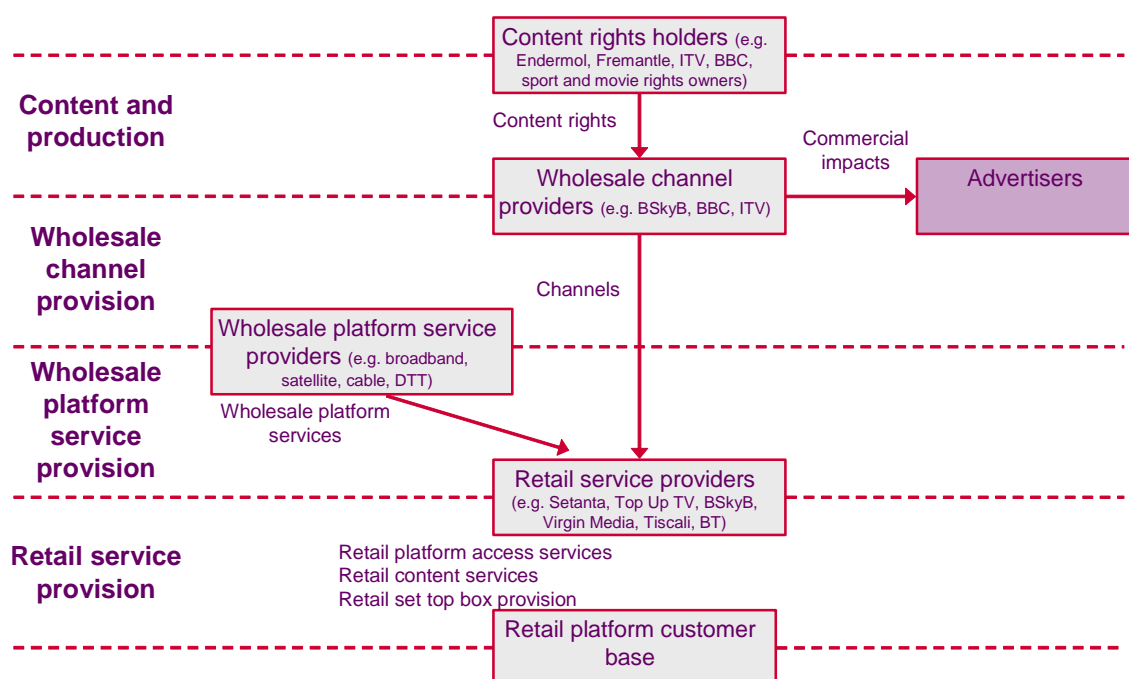 Content rights holders (e.g.
Endermol, Fremantle, ITV, BBC,
sport and movie rights owners)
Content and
production
Content rights
Commercial
impacts
Wholesale channel
providers (e.g. BSkyB, BBC, ITV)
Advertisers
Wholesale
channel
provision
Channels
Wholesale platform service
providers (e.g. broadband,
satellite, cable, DTT)
Wholesale
platform
service
provision
Wholesale platform
services
Retail service providers
(e.g. Setanta, Top Up TV, BSkyB,
Virgin Media, Tiscali, BT)
Retail service
provision
Retail platform access services
Retail content services
Retail set top box provision
Retail platform customer
base